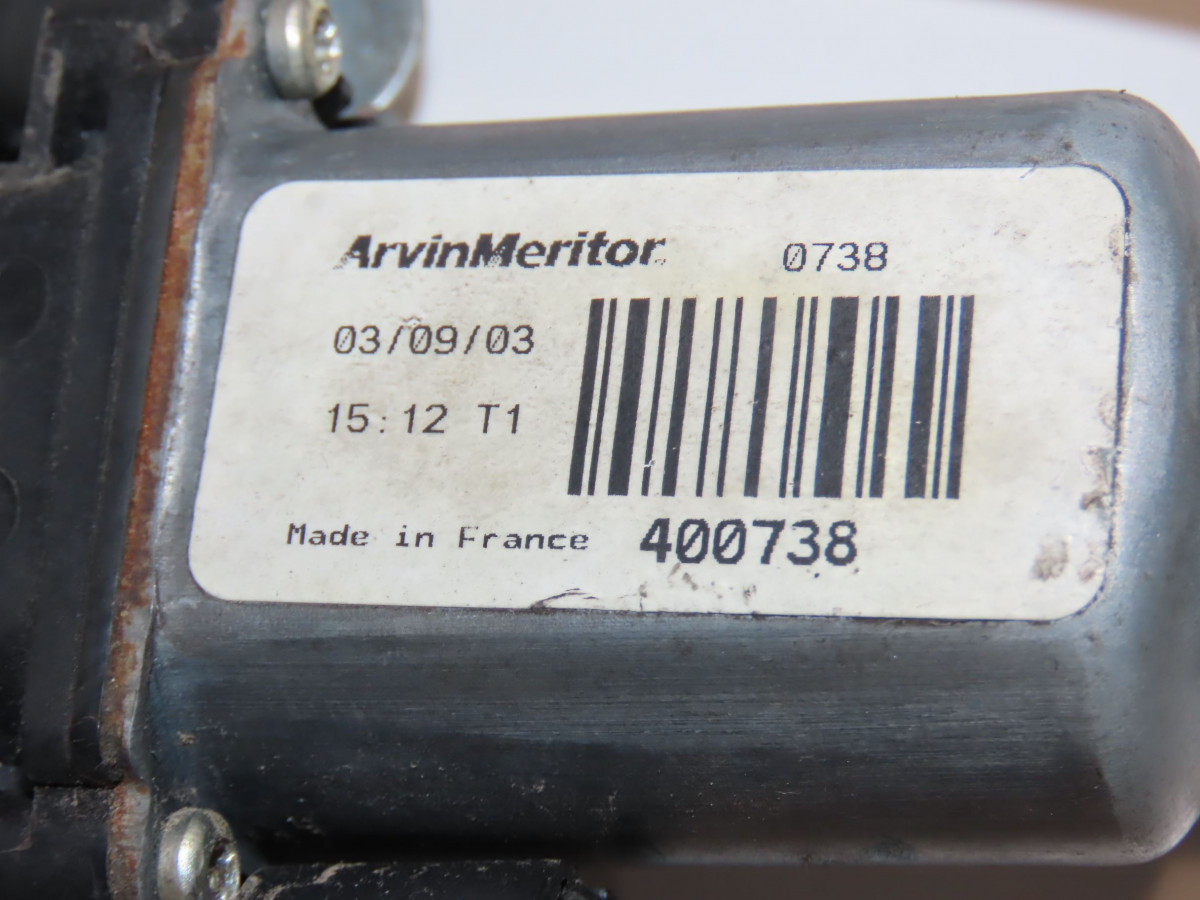 ArvinMeritor 0738
03/09/03
15:12 T1
Made in France 400738